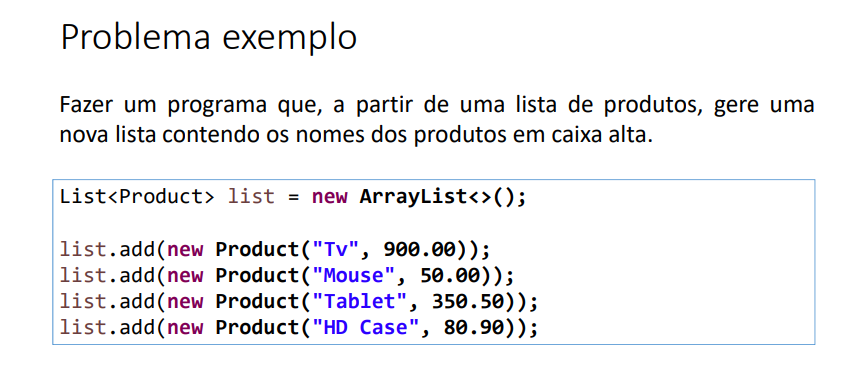 Problema exemplo
Fazer um programa que, a partir de uma lista de produtos, gere uma
nova lista contendo os nomes dos produtos em caixa alta.
List<Product> list = new ArrayList<>();
list.add(new Product("Tv", 900.00));
list.add(new Product("Mouse", 50.00));
list.add(new Product("Tablet", 350.50));
list.add(new Product("HD Case", 80.90));